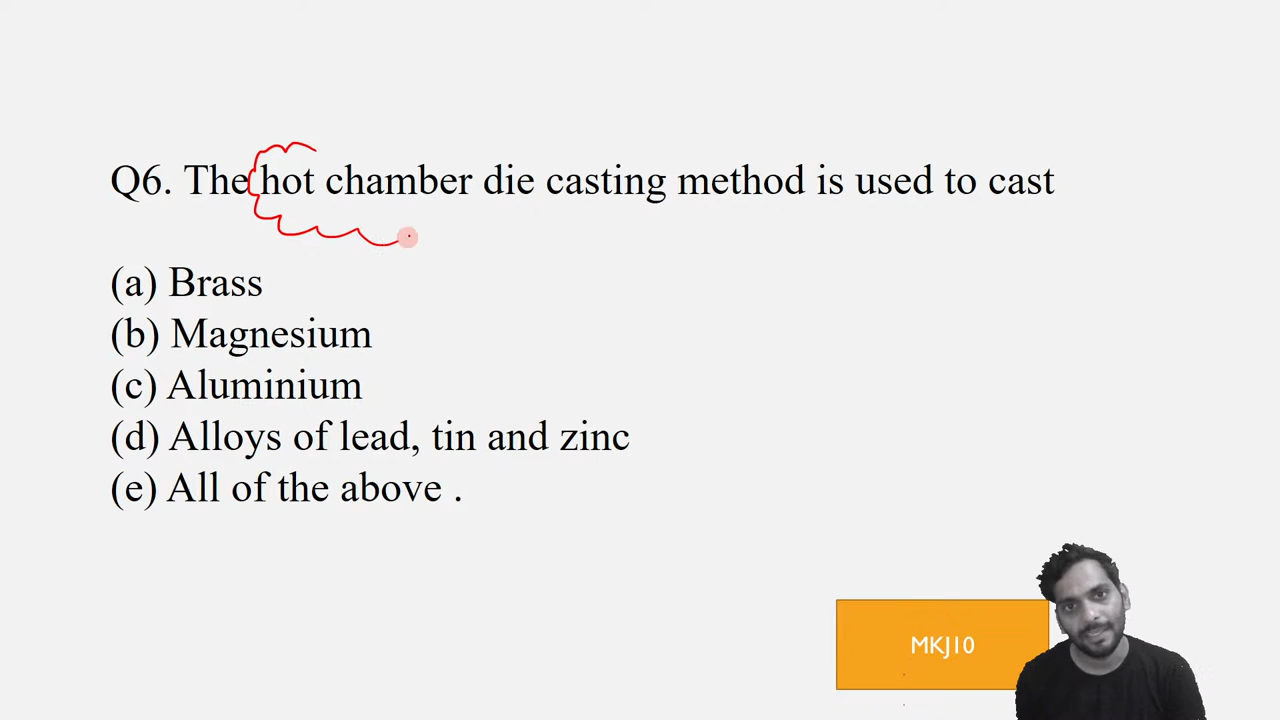 Q6. The hot chamber die casting method is used to cast
(a) Brass
(b) Magnesium
(c) Aluminium
(d) Alloys of lead, tin and zinc
(e) All of the above .
MKJ10